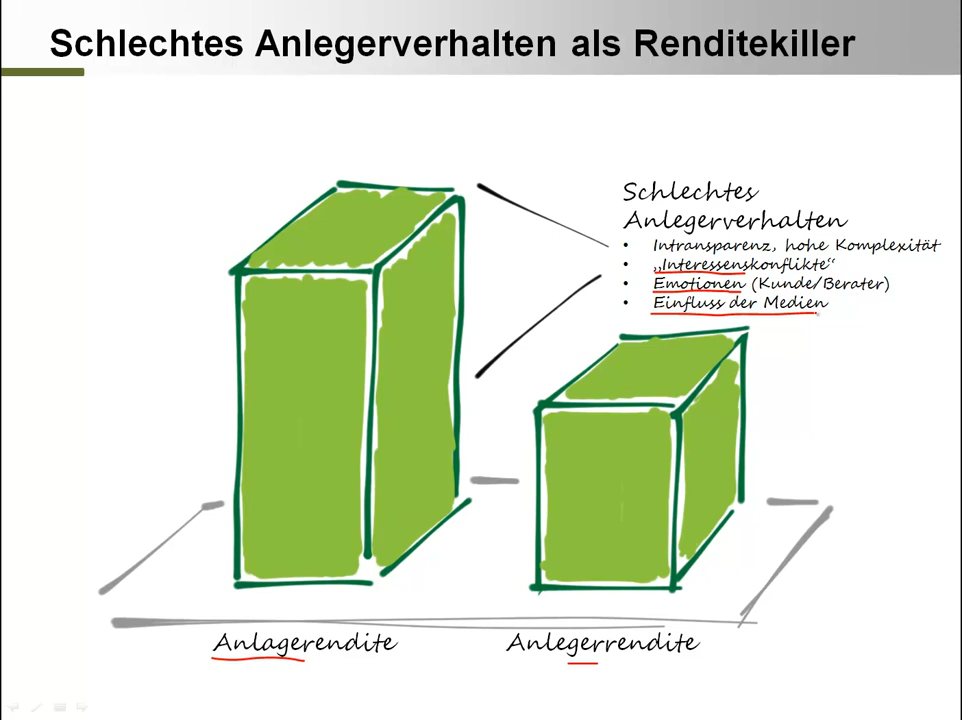 Schlechtes Anlegerverhalten als Renditekiller
Schlechtes
Anlegerverhalten
• Intransparenz, hohe Komplexität
• „Interessenskonflikte“
• Emotionen (Kunde/Berater)
• Einfluss der Medien
Anlagerendite
Anlegerrendite